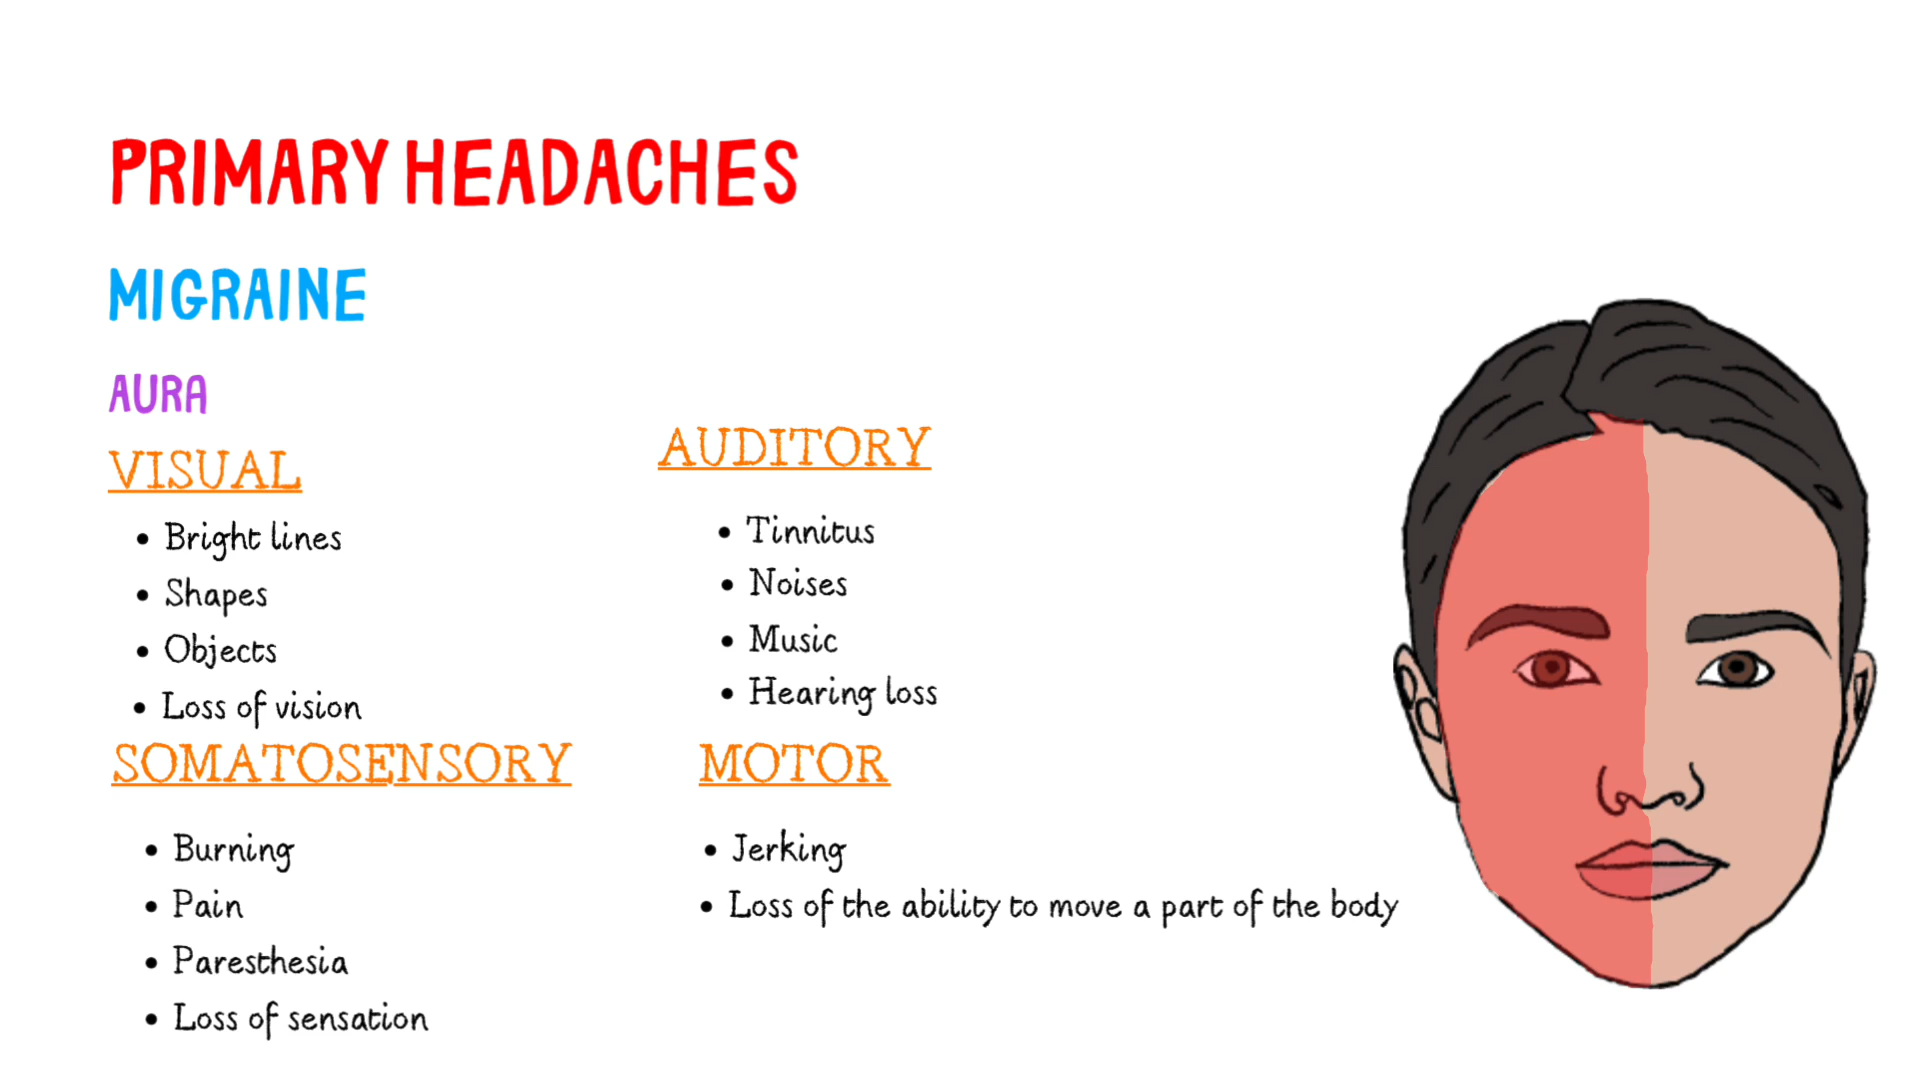 PRIMARY HEADACHES
MIGRAINE
AURA
VISUAL
• Bright lines
• Shapes
• Objects
• Loss of vision
AUDITORY
• Tinnitus
• Noises
• Music
• Hearing loss
SOMATOSENSORY
• Burning
• Pain
• Paresthesia
• Loss of sensation
MOTOR
• Jerking
• Loss of the ability to move a part of the body